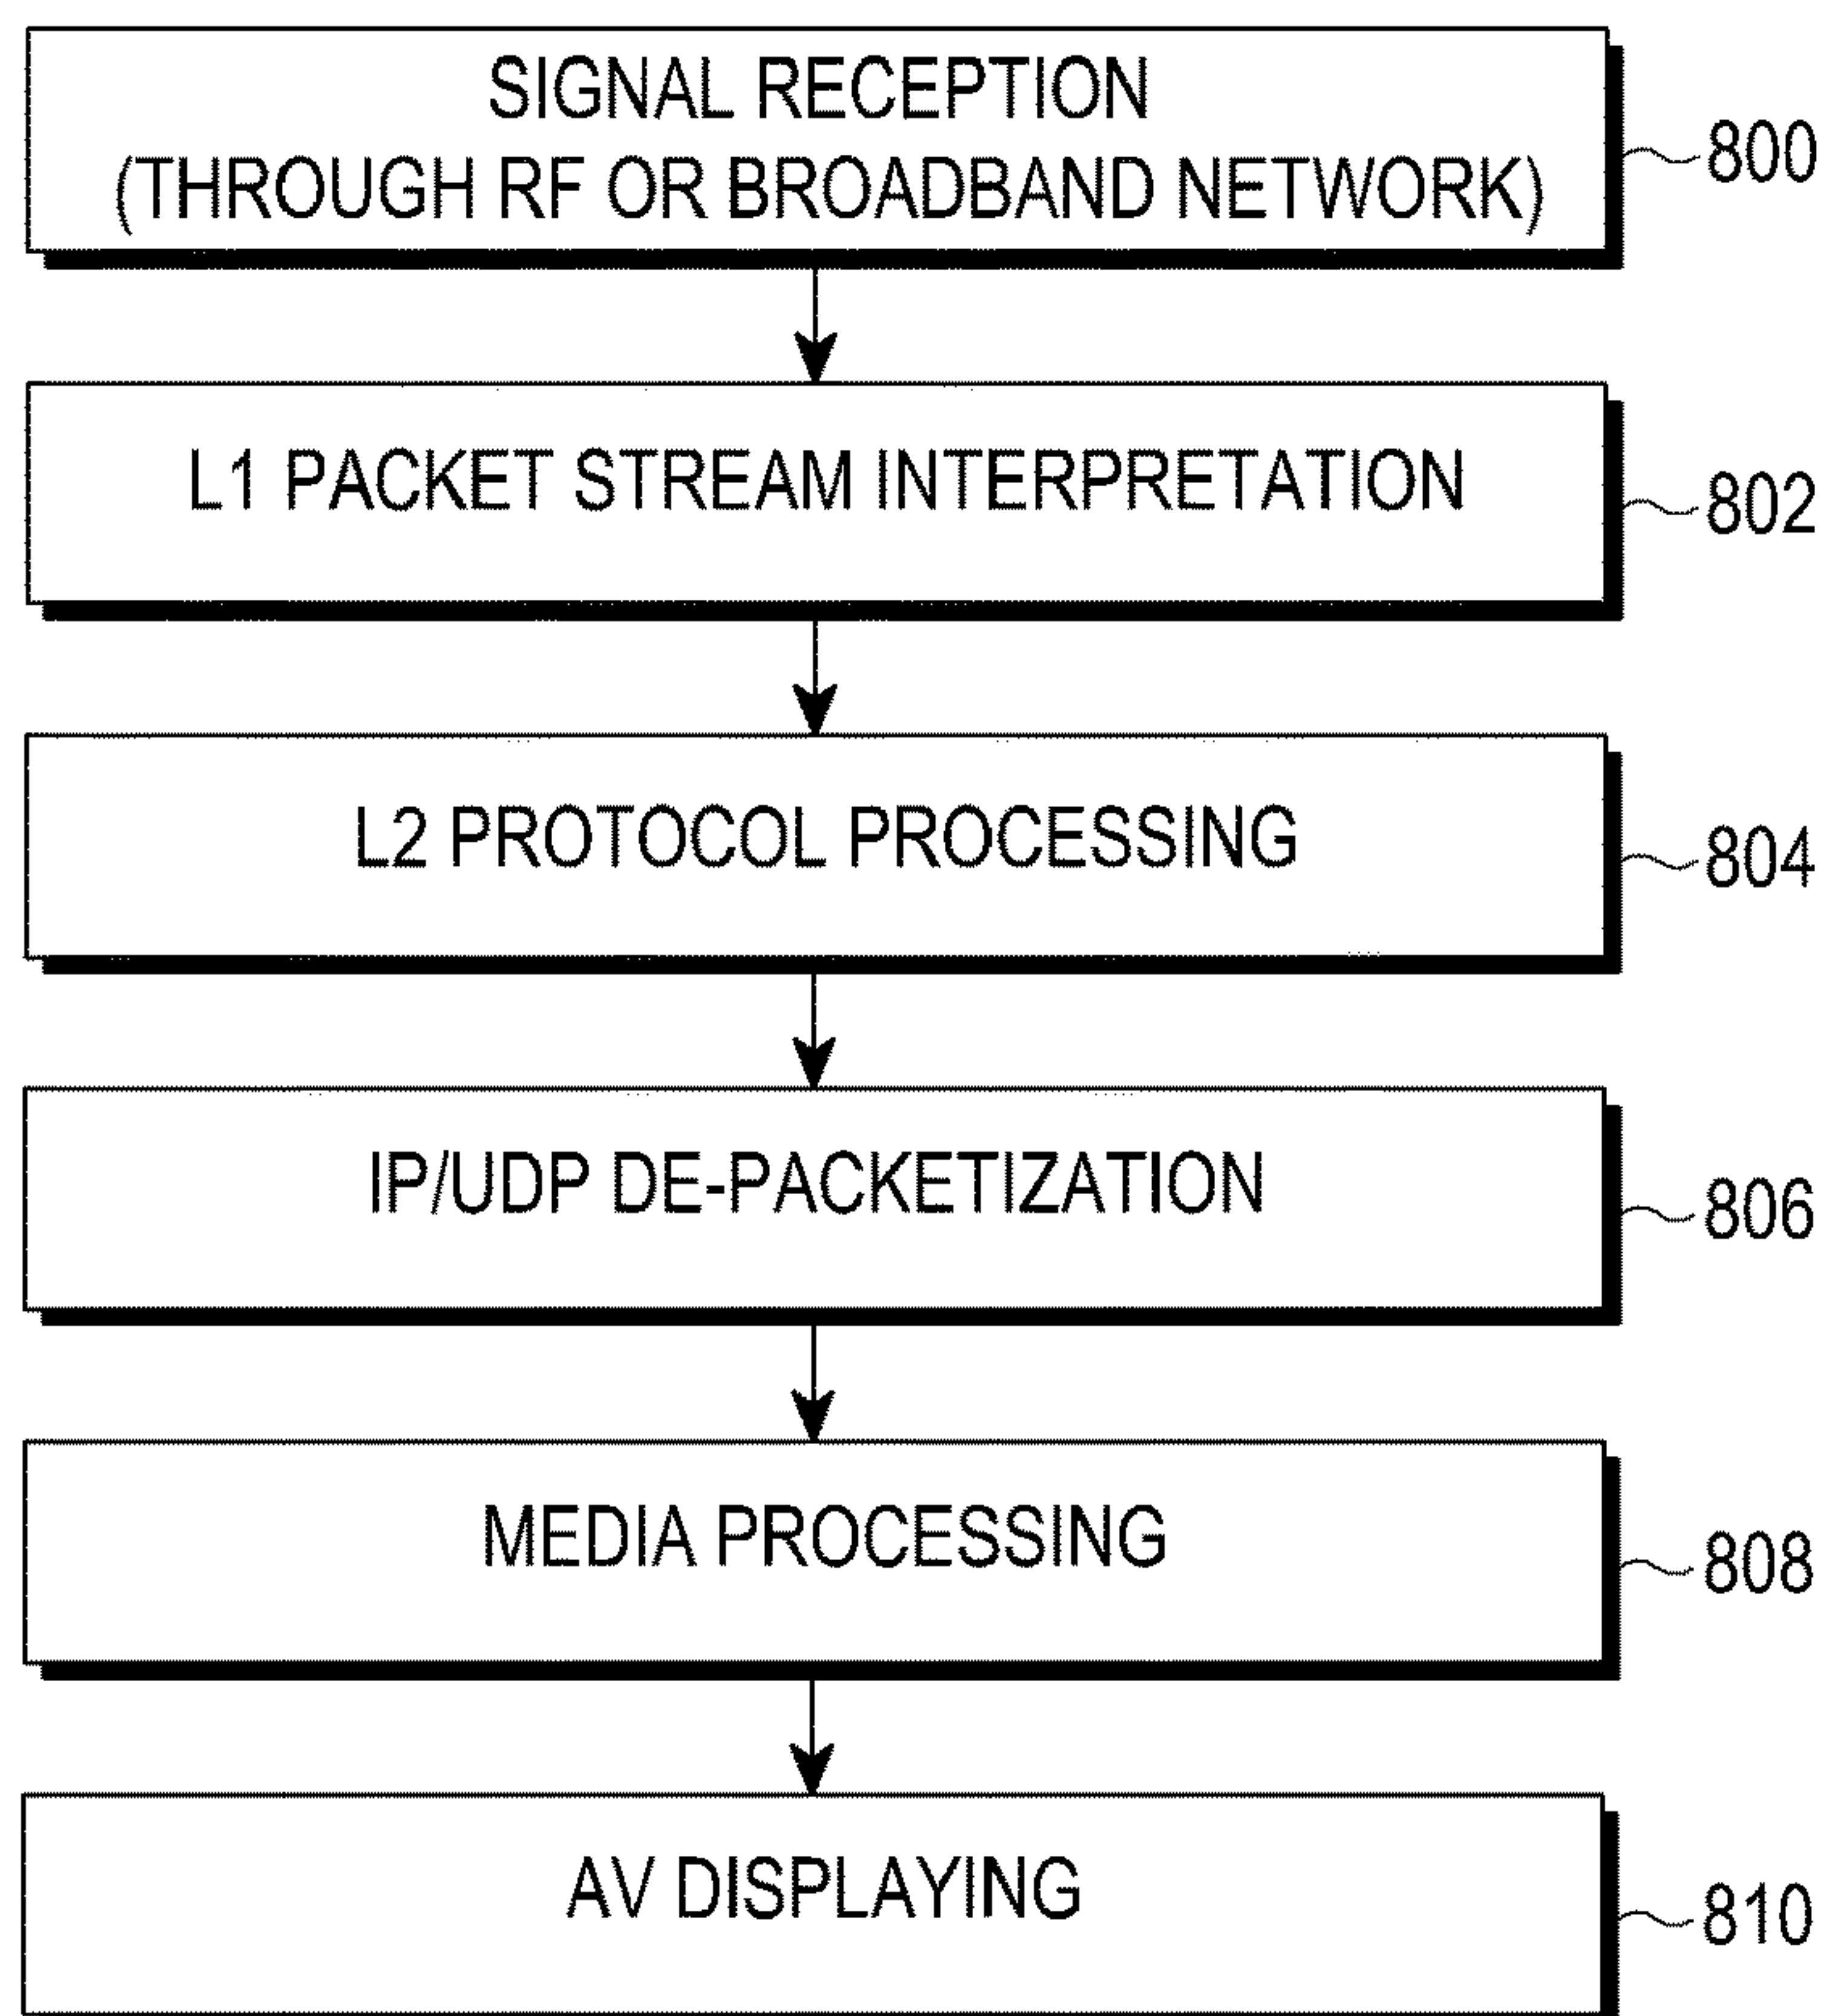 SIGNAL RECEPTION
(THROUGH RF OR BROADBAND NETWORK)
800
L1 PACKET STREAM INTERPRETATION
802
L2 PROTOCOL PROCESSING
804
IP/UDP DE-PACKETIZATION
806
MEDIA PROCESSING
808
AV DISPLAYING
810